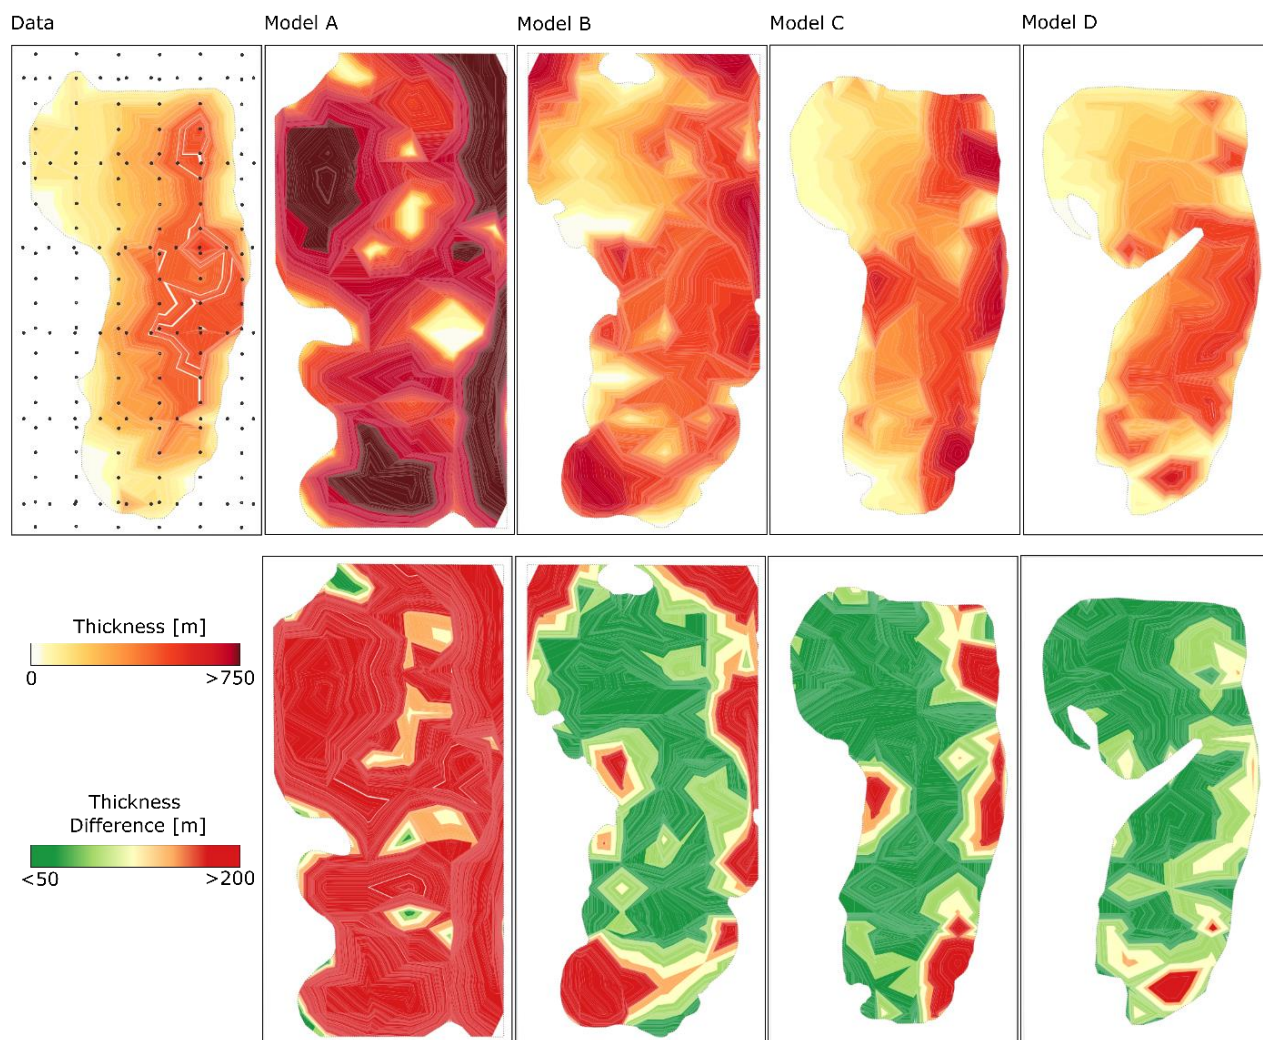 Data
Model A
Model B
Model C
Model D
Thickness [m]
0
>750
Thickness
Difference [m]
<50
>200